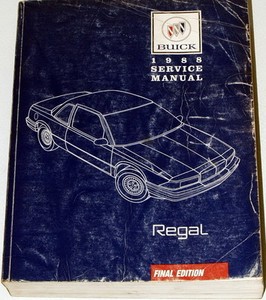 BUICK
1988
SERVICE
MANUAL
Regal
FINAL EDITION